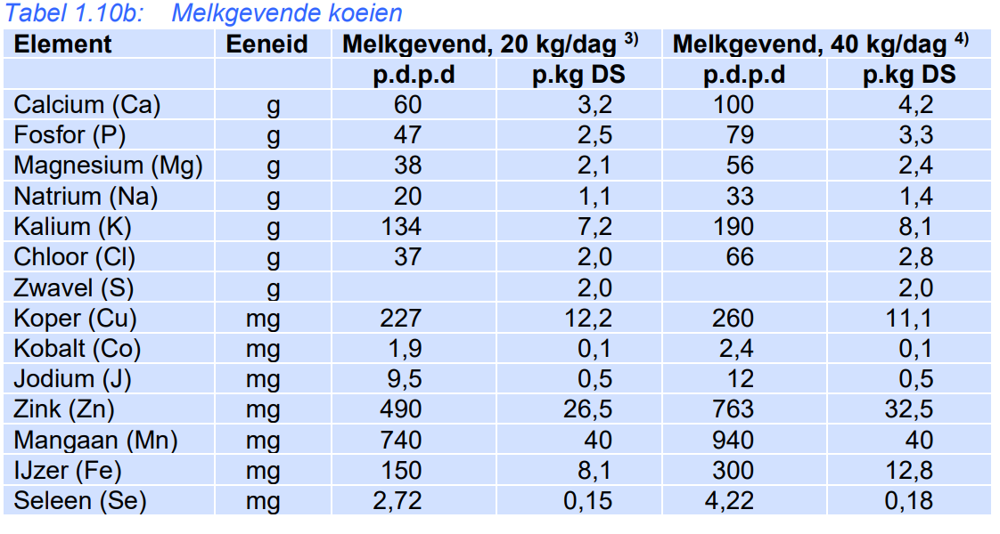 Tabel 1.10b: Melkgevende koeien
Element Eeneid Melkgevend, 20 kg/dag 3) Melkgevend, 40 kg/dag 4)
p.d.p.d p.kg DS p.d.p.d p.kg DS
Calcium (Ca) g 60 3,2 100 4,2
Fosfor (P) g 47 2,5 79 3,3
Magnesium (Mg) g 38 2,1 56 2,4
Natrium (Na) g 20 1,1 33 1,4
Kalium (K) g 134 7,2 190 8,1
Chloor (Cl) g 37 2,0 66 2,8
Zwavel (S) g 2,0 2,0
Koper (Cu) mg 227 12,2 260 11,1
Kobalt (Co) mg 1,9 0,1 2,4 0,1
Jodium (J) mg 9,5 0,5 12 0,5
Zink (Zn) mg 490 26,5 763 32,5
Mangaan (Mn) mg 740 40 940 40
IJzer (Fe) mg 150 8,1 300 12,8
Seleen (Se) mg 2,72 0,15 4,22 0,18